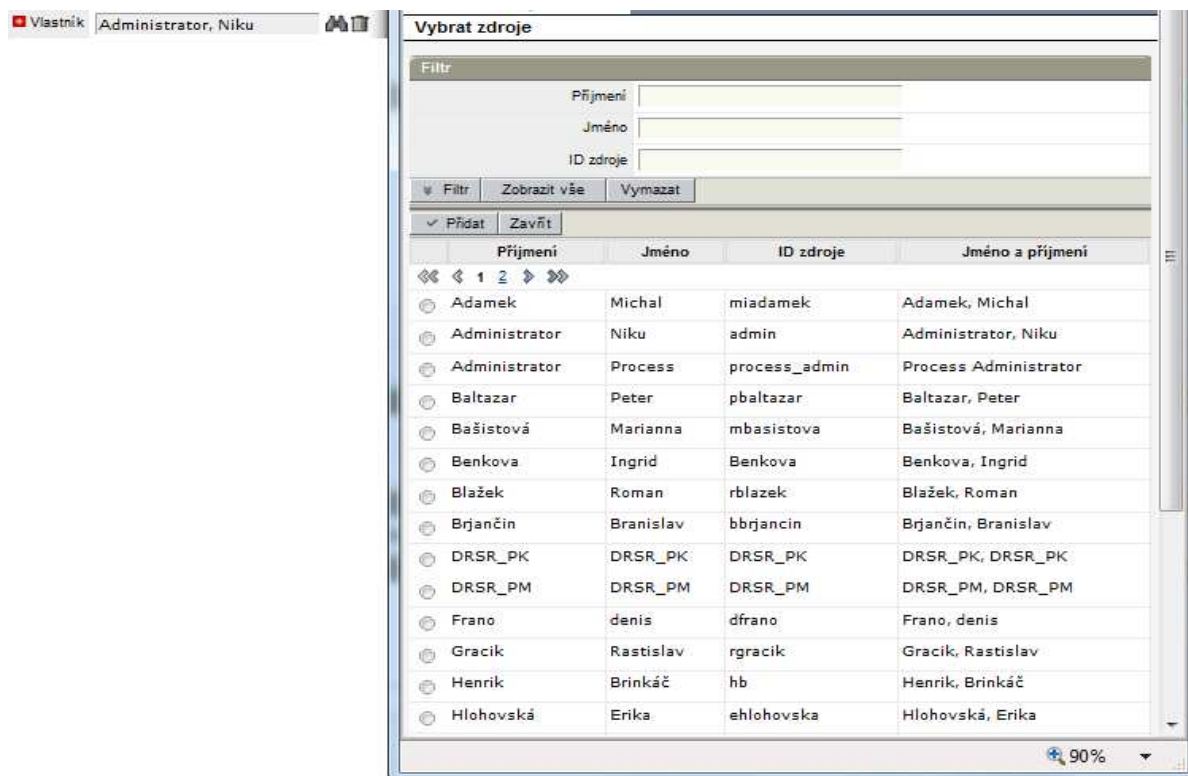 Vlastník Administrator, Niku
Vybrat zdroje
Filtr
Příjmení
Jméno
ID zdroje
Filtr Zobrazit vše Vymazat
Přidat Zavřít
Příjmení Jméno ID zdroje Jméno a příjmení
1 2
Adamek Michal miadamek Adamek, Michal
Administrator Niku admin Administrator, Niku
Administrator Process process_admin Process Administrator
Baltazar Peter pbaltazar Baltazar, Peter
Bašistová Marianna mbasistova Bašistová, Marianna
Benkova Ingrid Benkova Benkova, Ingrid
Blažek Roman rblazek Blažek, Roman
Brjančin Branislav bbrjancin Brjančin, Branislav
DRSR_PK DRSR_PK DRSR_PK DRSR_PK, DRSR_PK
DRSR_PM DRSR_PM DRSR_PM DRSR_PM, DRSR_PM
Frano denis dfrano Frano, denis
Gracik Rastislav rgracik Gracik, Rastislav
Henrik Brinkáč hb Henrik, Brinkáč
Hlohovská Erika ehlohovska Hlohovská, Erika
90%